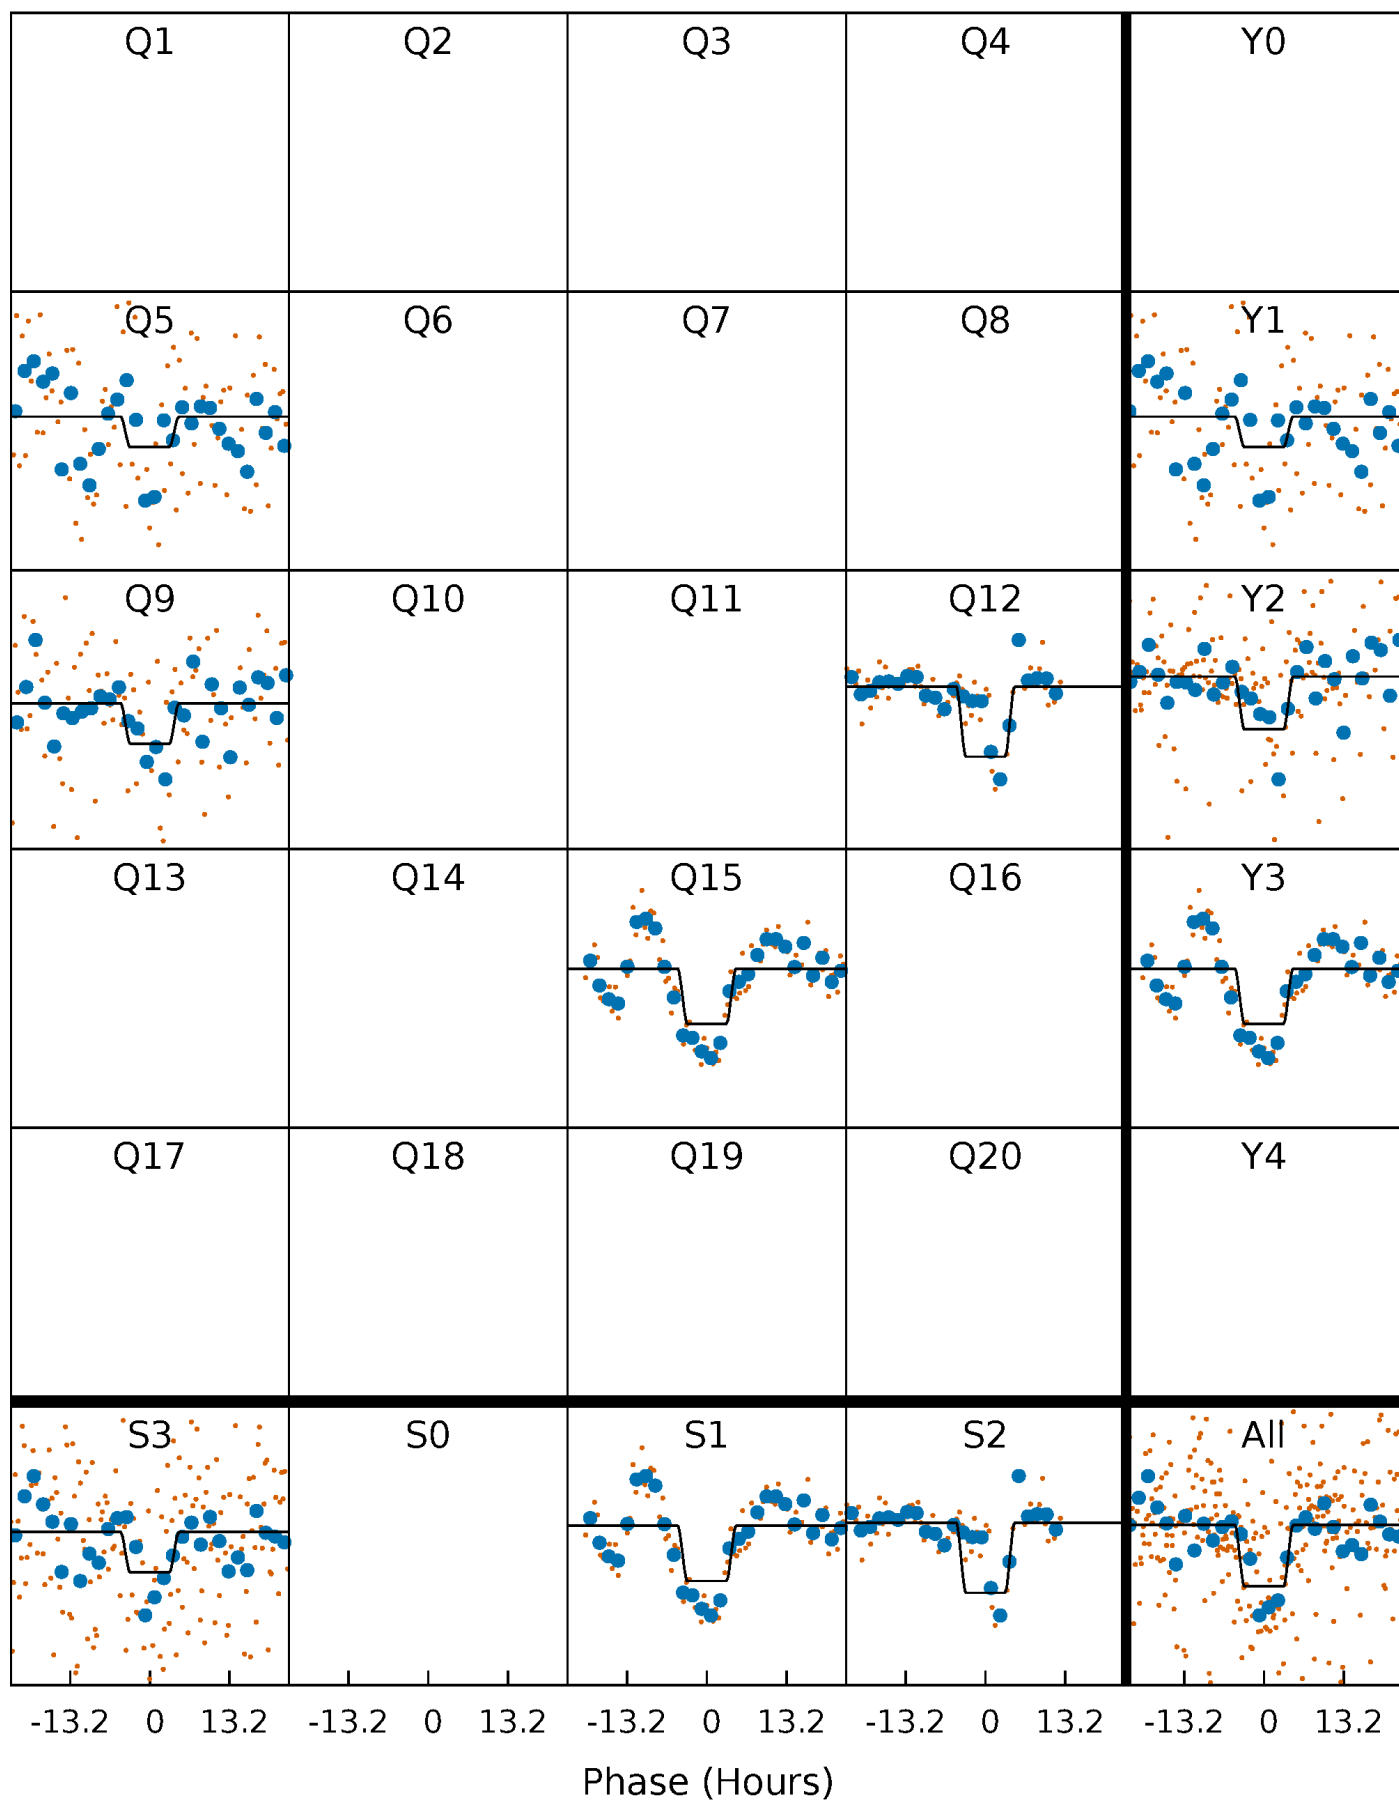 Q1 Q2 Q3 Q4 Y0
Q5 Q6 Q7 Q8 Y1
Q9 Q10 Q11 Q12 Y2
Q13 Q14 Q15 Q16 Y3
Q17 Q18 Q19 Q20 Y4
S3 S0 S1 S2 All
-13.2 0 13.2 -13.2 0 13.2 -13.2 0 13.2 -13.2 0 13.2 -13.2 0 13.2
Phase (Hours)